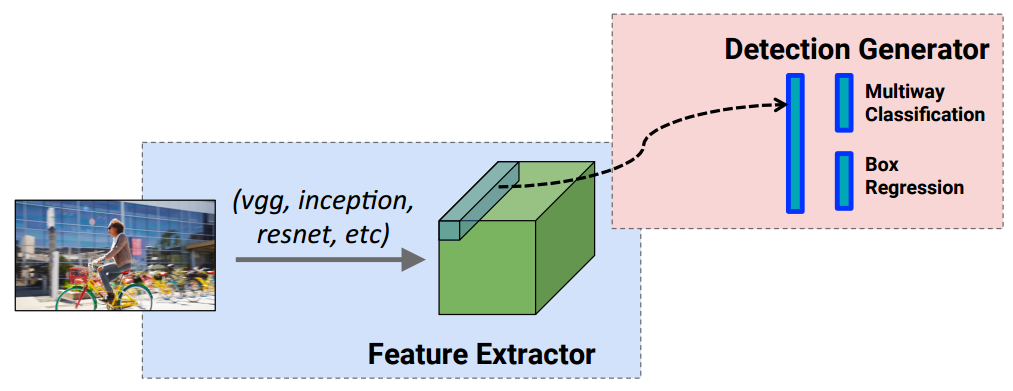 Detection Generator
Multiway
Classification
Box
Regression
(vgg, inception,
resnet, etc)
Feature Extractor